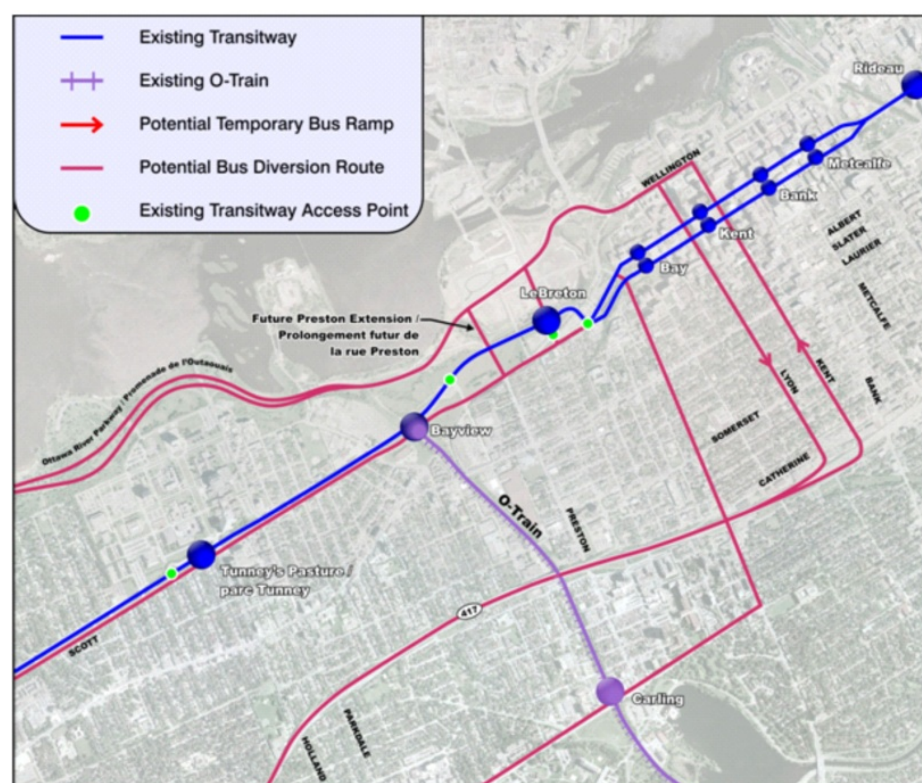 Existing Transitway
Existing O-Train
Potential Temporary Bus Ramp
Potential Bus Diversion Route
Existing Transitway Access Point
Rideau
WELLINGTON
Metcalfe
Bank
Kent
Bay
ALBERT
SLATER
LAURIER
METCALFE
LeBreton
Future Preston Extension /
Prolongement futur de
la rue Preston
Ottawa River Parkway / Promenade de l'Outaouais
LYON
KENT
BANK
Bayview
SOMERSET
CATHERINE
O-Train
PRESTON
Tunney's Pasture /
parc Tunney
417
SCOTT
Carling
PARKDALE
HOLLAND